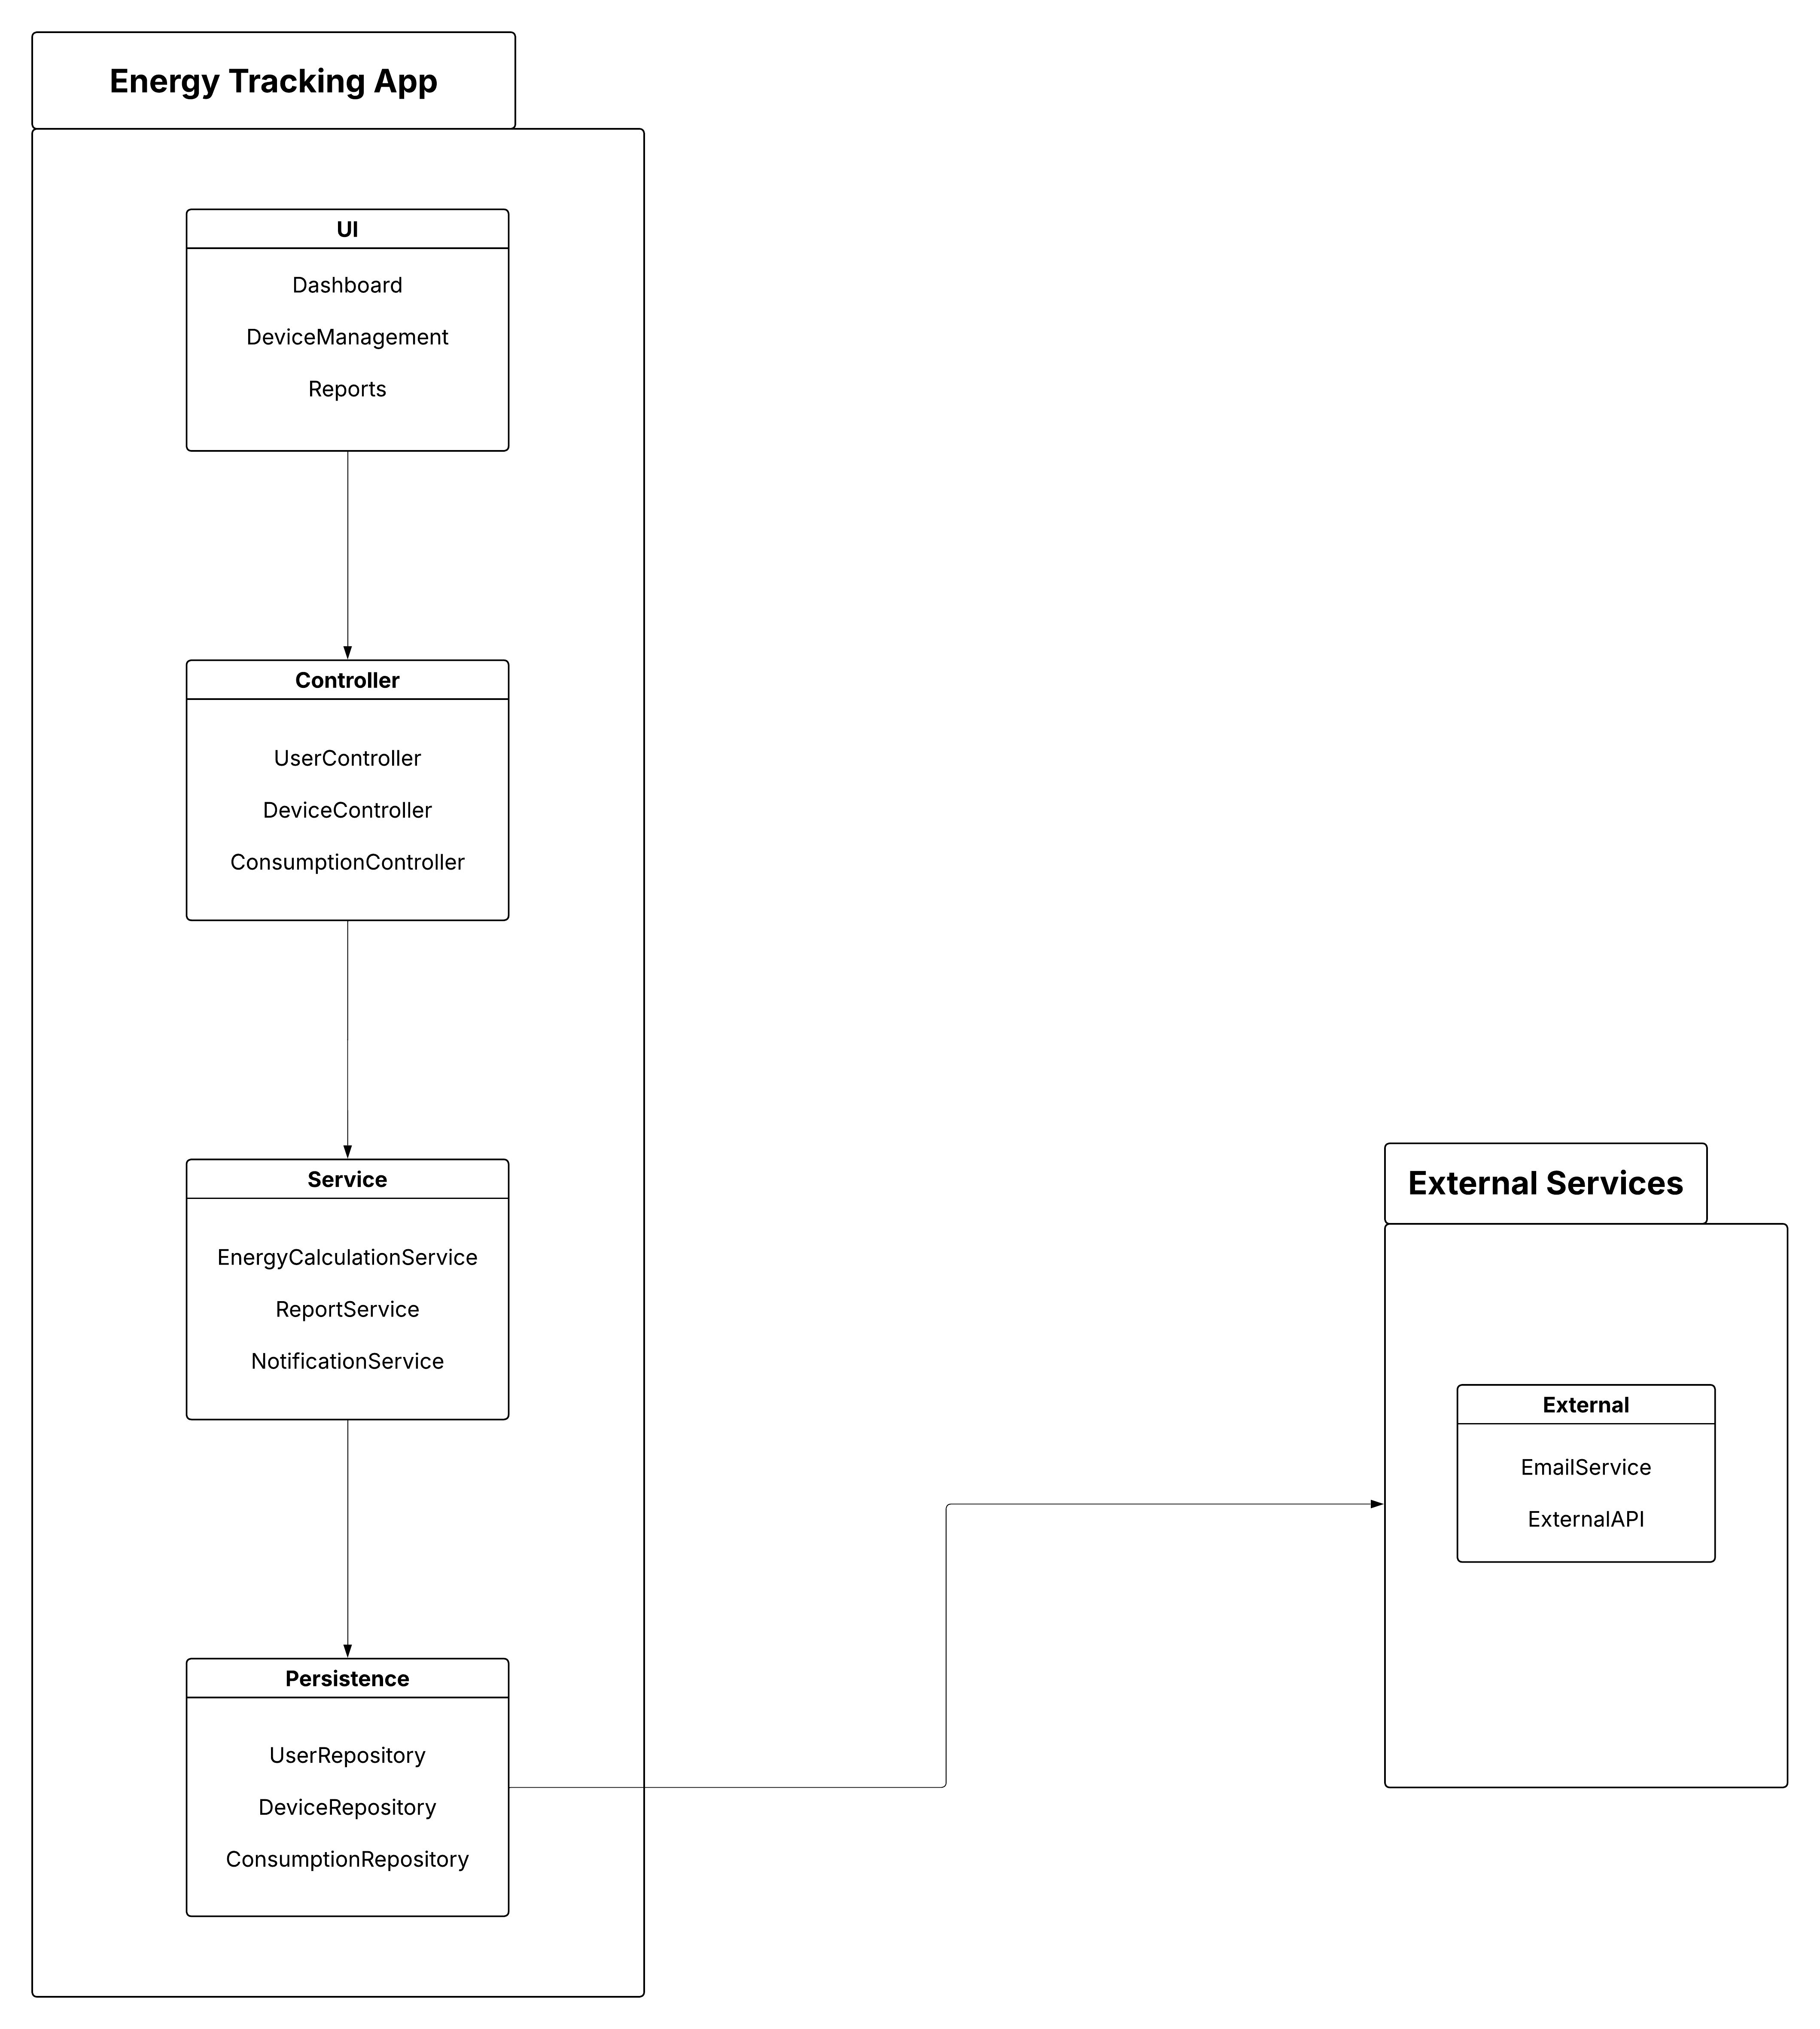 Energy Tracking App
UI
Dashboard
DeviceManagement
Reports
Controller
UserController
DeviceController
ConsumptionController
Service
EnergyCalculationService
ReportService
NotificationService
Persistence
UserRepository
DeviceRepository
ConsumptionRepository
External Services
External
EmailService
ExternalAPI